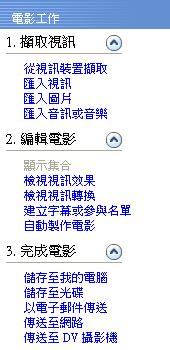 電影工作
1. 擷取視訊
從視訊裝置擷取
匯入視訊
匯入圖片
匯入音訊或音樂
2. 編輯電影
顯示集合
檢視視訊效果
檢視視訊轉換
建立字幕或參與名單
自動製作電影
3. 完成電影
儲存至我的電腦
儲存至光碟
以電子郵件傳送
傳送至網路
傳送至 DV 攝影機